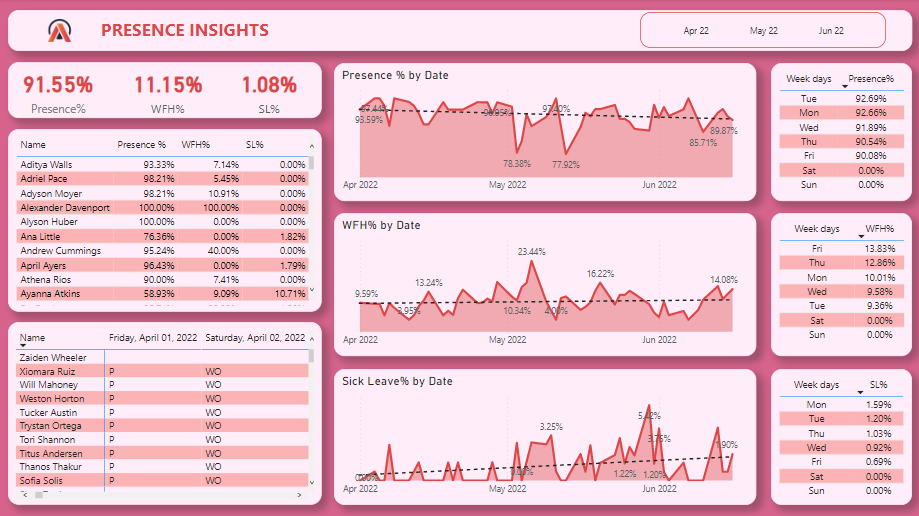 PRESENCE INSIGHTS
Apr 22 May 22 Jun 22
91.55% 11.15% 1.08%
Presence% WFH% SL%
Name Presence % WFH% SL%
Aditya Walls 93.33% 7.14% 0.00%
Adriel Pace 98.21% 5.45% 0.00%
Adyson Moyer 98.21% 10.91% 0.00%
Alexander Davenport 100.00% 100.00% 0.00%
Alyson Huber 100.00% 0.00% 0.00%
Ana Little 76.36% 0.00% 1.82%
Andrew Cummings 95.24% 40.00% 0.00%
April Ayers 96.43% 0.00% 1.79%
Athena Rios 90.00% 7.41% 0.00%
Ayanna Atkins 58.93% 9.09% 10.71%
Name Friday, April 01, 2022 Saturday, April 02, 2022
Zaiden Wheeler
Xiomara Ruiz P WO
Will Mahoney P WO
Weston Horton P WO
Tucker Austin P WO
Trystan Ortega P WO
Tori Shannon P WO
Titus Andersen P WO
Thanos Thakur P WO
Sofia Solis P WO
Presence % by Date
97.44%
93.59%
97.40%
78.38%
77.92%
89.87%
85.71%
Apr 2022 May 2022 Jun 2022
WFH% by Date
23.44%
13.24%
16.22%
14.08%
9.59%
3.95%
10.34%
Apr 2022 May 2022 Jun 2022
Sick Leave% by Date
5.42%
3.25%
1.90%
1.22%
1.20%
0.00%
Apr 2022 May 2022 Jun 2022
Week days Presence%
Tue 92.69%
Mon 92.66%
Wed 91.89%
Thu 90.54%
Fri 90.08%
Sat 0.00%
Sun 0.00%
Week days WFH%
Fri 13.83%
Thu 12.86%
Mon 10.01%
Wed 9.58%
Tue 9.36%
Sat 0.00%
Sun 0.00%
Week days SL%
Mon 1.59%
Tue 1.20%
Thu 1.03%
Wed 0.92%
Fri 0.69%
Sat 0.00%
Sun 0.00%